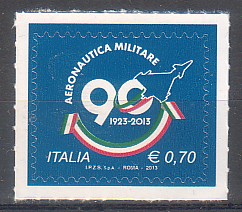 AERONAUTICA MILITARE
90
1923-2013
ITALIA € 0,70
I.P.Z.S. S.p.A. - ROMA - 2013